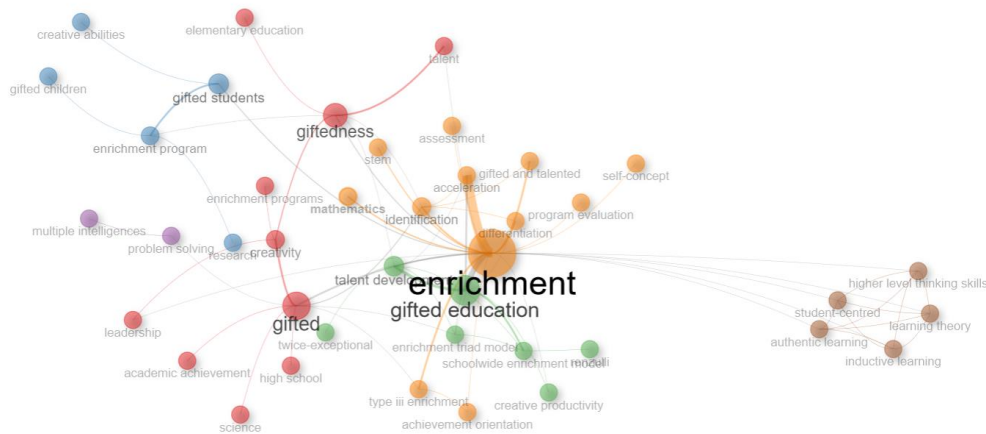 elementary education
creative abilities
talent
gifted children
gifted students
giftedness
assessment
enrichment program
stem
gifted and talented
self-concept
acceleration
enrichment programs
mathematics
identification
program evaluation
multiple intelligences
problem solving
research
creativity
differentiation
talent develop
enrichment
higher level thinking skills
gifted education
student-centred
learning theory
gifted
leadership
authentic learning
twice-exceptional
enrichment triad model
inductive learning
schoolwide enrichment model
renzulli
academic achievement
high school
type iii enrichment
creative productivity
science
achievement orientation